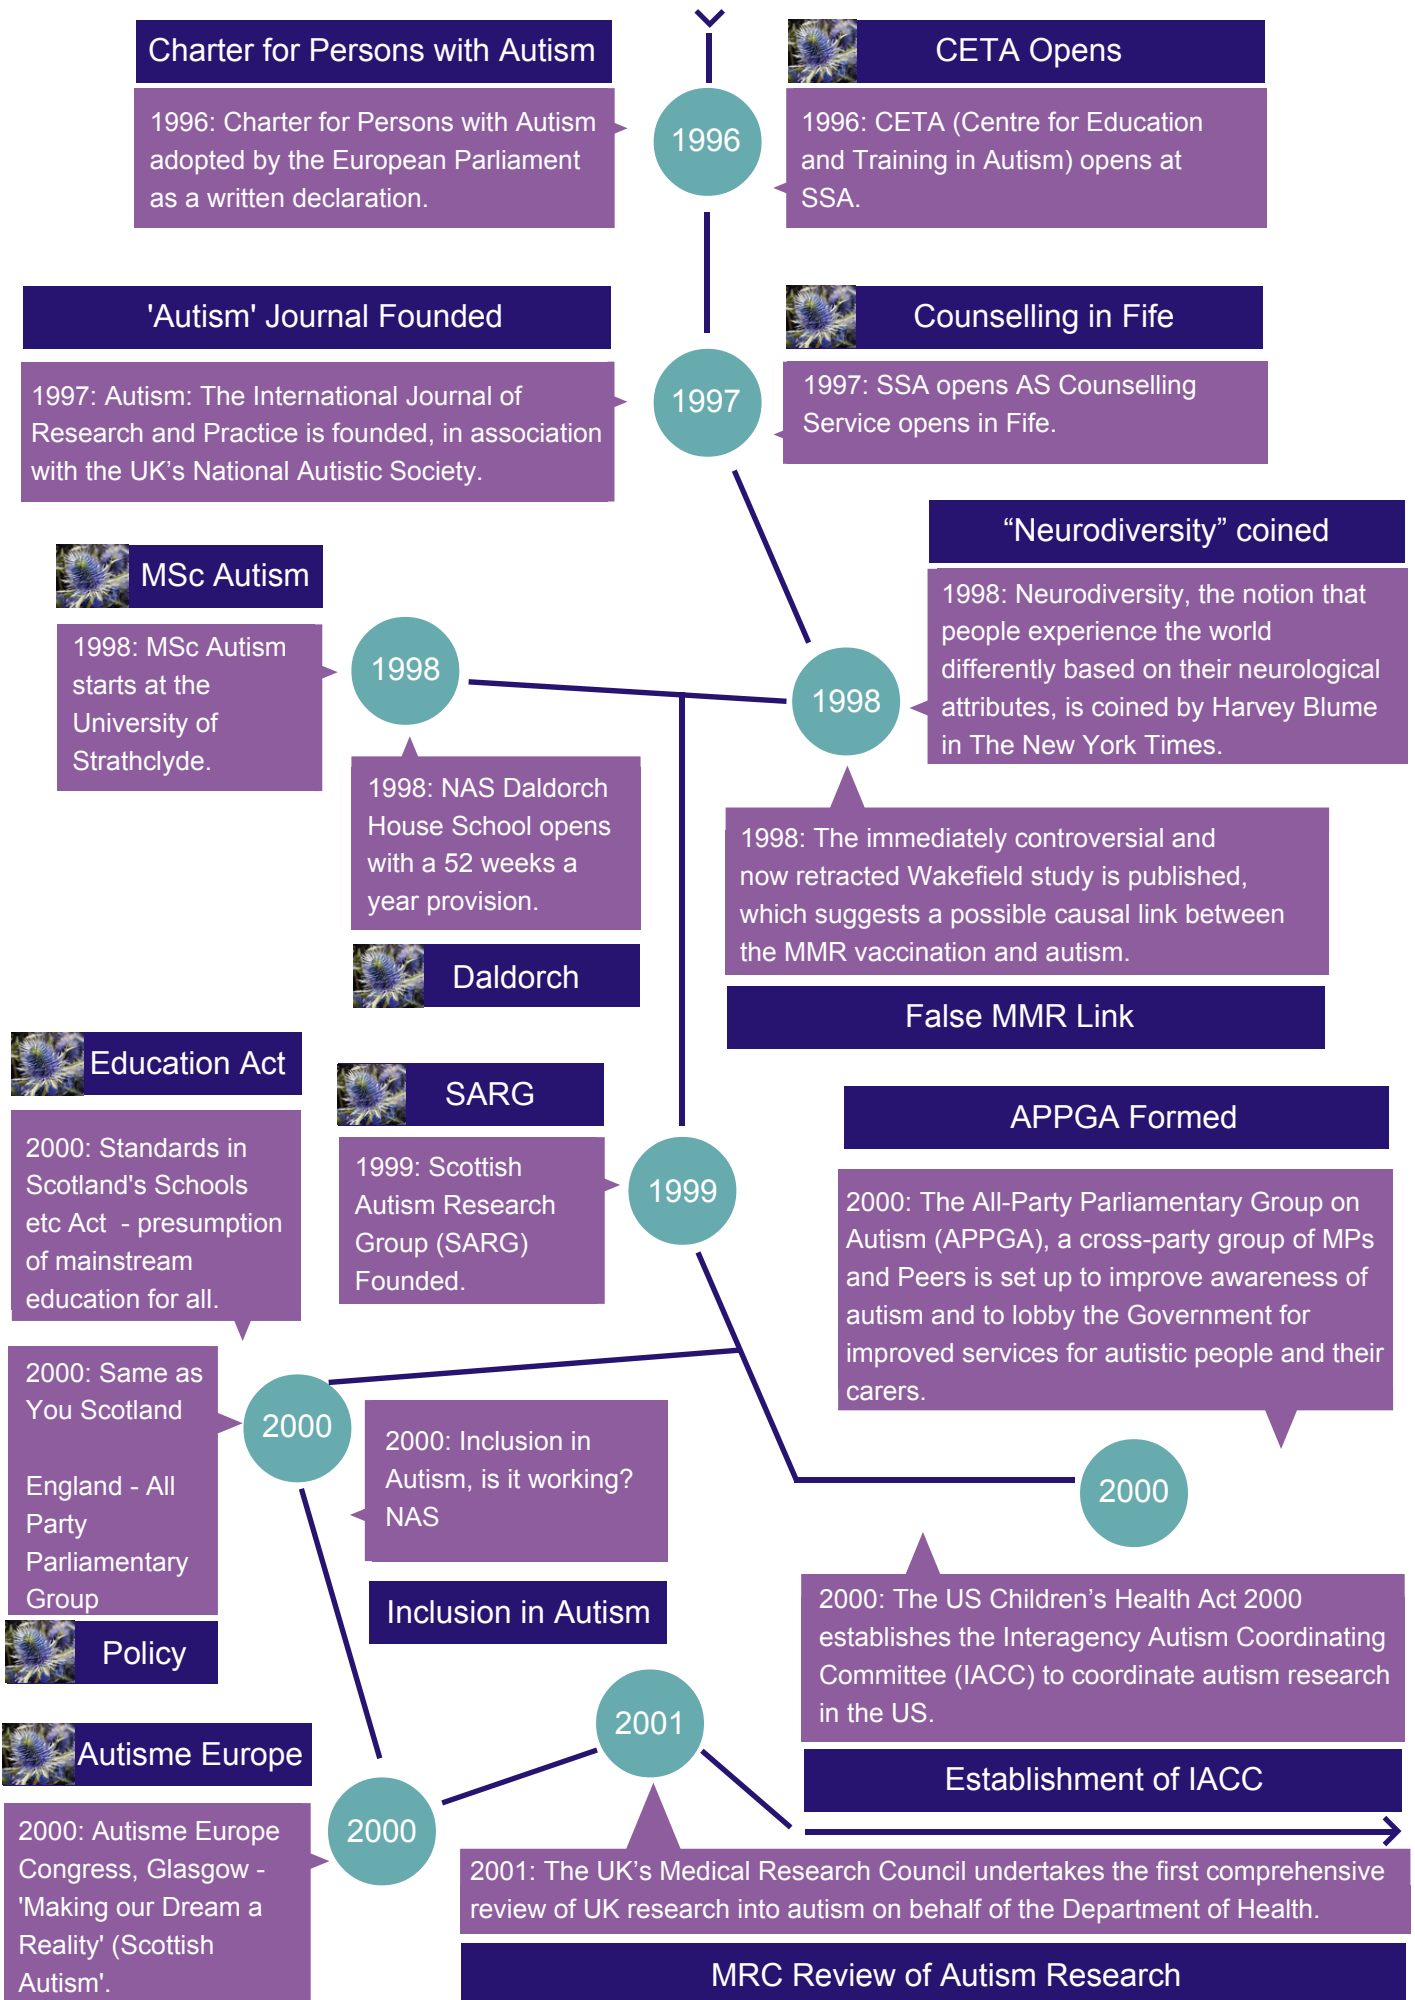 Charter for Persons with Autism
1996: Charter for Persons with Autism
adopted by the European Parliament
as a written declaration.
1996
CETA Opens
1996: CETA (Centre for Education
and Training in Autism) opens at
SSA.
'Autism' Journal Founded
1997: Autism: The International Journal of
Research and Practice is founded, in association
with the UK’s National Autistic Society.
1997
Counselling in Fife
1997: SSA opens AS Counselling
Service opens in Fife.
“Neurodiversity” coined
1998: Neurodiversity, the notion that
people experience the world
differently based on their neurological
attributes, is coined by Harvey Blume
in The New York Times.
MSc Autism
1998: MSc Autism
starts at the
University of
Strathclyde.
1998
1998
1998: NAS Daldorch
House School opens
with a 52 weeks a
year provision.
Daldorch
1998: The immediately controversial and
now retracted Wakefield study is published,
which suggests a possible causal link between
the MMR vaccination and autism.
False MMR Link
Education Act
2000: Standards in
Scotland's Schools
etc Act  - presumption
of mainstream
education for all.
SARG
1999: Scottish
Autism Research
Group (SARG)
Founded.
1999
APPGA Formed
2000: The All-Party Parliamentary Group on
Autism (APPGA), a cross-party group of MPs
and Peers is set up to improve awareness of
autism and to lobby the Government for
improved services for autistic people and their
carers.
2000: Same as
You Scotland
England - All
Party
Parliamentary
Group
Policy
2000
2000: Inclusion in
Autism, is it working?
NAS
Inclusion in Autism
2000
2000: The US Children’s Health Act 2000
establishes the Interagency Autism Coordinating
Committee (IACC) to coordinate autism research
in the US.
Establishment of IACC
Autisme Europe
2000: Autisme Europe
Congress, Glasgow -
'Making our Dream a
Reality' (Scottish
Autism'.
2000
2001
2001: The UK’s Medical Research Council undertakes the first comprehensive
review of UK research into autism on behalf of the Department of Health.
MRC Review of Autism Research